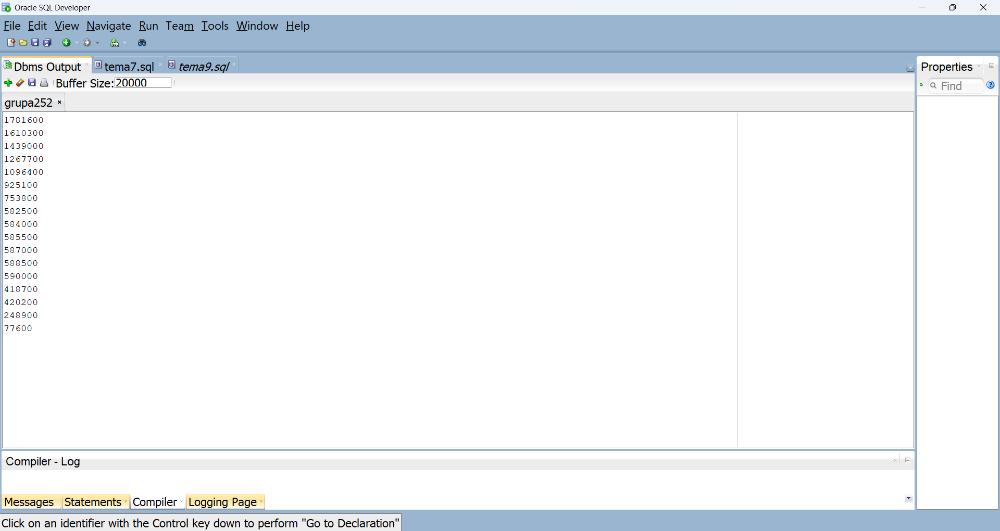 Oracle SQL Developer
File Edit View Navigate Run Team Tools Window Help
Dbms Output tema7.sql tema9.sql
Properties
Buffer Size: 20000
Find
grupa252
1781600
1610300
1439000
1267700
1096400
925100
753800
582500
584000
585500
587000
588500
590000
418700
420200
248900
77600
Compiler - Log
Messages Statements Compiler Logging Page
Click on an identifier with the Control key down to perform "Go to Declaration"